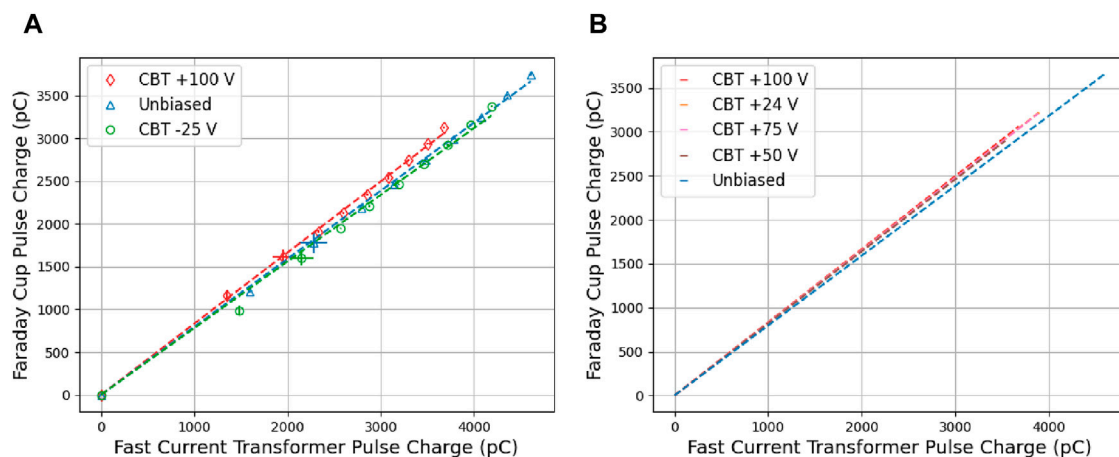 A
CBT +100 V
Unbiased
CBT -25 V
3500
3000
2500
2000
1500
1000
500
0
Faraday Cup Pulse Charge (pC)
0 1000 2000 3000 4000
Fast Current Transformer Pulse Charge (pC)
B
CBT +100 V
CBT +24 V
CBT +75 V
CBT +50 V
Unbiased
3500
3000
2500
2000
1500
1000
500
0
Faraday Cup Pulse Charge (pC)
0 1000 2000 3000 4000
Fast Current Transformer Pulse Charge (pC)